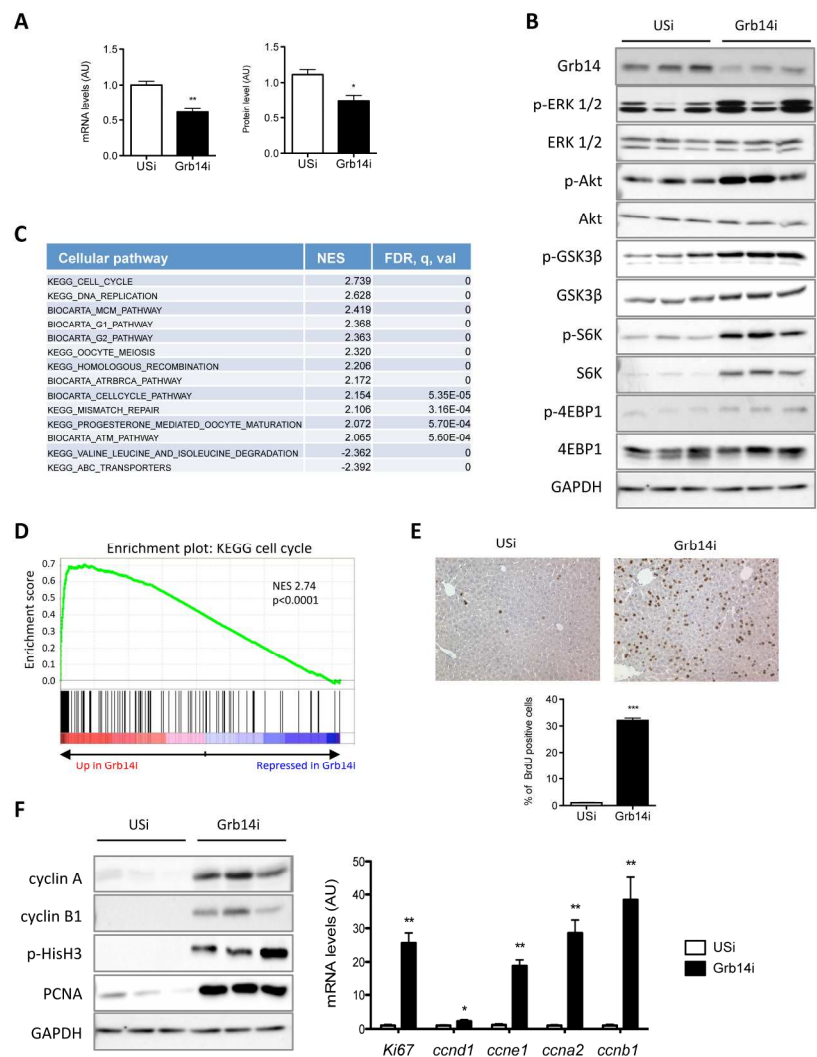 A
mRNA levels (AU)
1.5
1.0
0.5
0.0
USi Grb14i
**
Protein level (AU)
1.5
1.0
0.5
0.0
USi Grb14i
*
B
USi Grb14i
Grb14
p-ERK 1/2
ERK 1/2
p-Akt
Akt
p-GSK3β
GSK3β
p-S6K
S6K
p-4EBP1
4EBP1
GAPDH
C
Cellular pathway NES FDR, q, val
KEGG_CELL_CYCLE 2.739 0
KEGG_DNA_REPLICATION 2.628 0
BIOCARTA_MCM_PATHWAY 2.419 0
BIOCARTA_G1_PATHWAY 2.368 0
BIOCARTA_G2_PATHWAY 2.363 0
KEGG_OOCYTE_MEIOSIS 2.320 0
KEGG_HOMOLOGOUS_RECOMBINATION 2.206 0
BIOCARTA_ATRBRCA_PATHWAY 2.172 0
BIOCARTA_CELLCYCLE_PATHWAY 2.154 5.35E-05
KEGG_MISMATCH_REPAIR 2.106 3.16E-04
KEGG_PROGESTERONE_MEDIATED_OOCYTE_MATURATION 2.072 5.70E-04
BIOCARTA_ATM_PATHWAY 2.065 5.60E-04
KEGG_VALINE_LEUCINE_AND_ISOLEUCINE_DEGRADATION -2.362 0
KEGG_ABC_TRANSPORTERS -2.392 0
D
Enrichment plot: KEGG cell cycle
Enrichment score
0.7
0.6
0.5
0.4
0.3
0.2
0.1
0.0
NES 2.74
p<0.0001
Up in Grb14i Repressed in Grb14i
E
USi Grb14i
% of BrdU positive cells
40
30
20
10
0
***
USi Grb14i
F
USi Grb14i
cyclin A
cyclin B1
p-HisH3
PCNA
GAPDH
mRNA levels (AU)
50
40
30
20
10
0
** * ** ** **
Ki67 ccnd1 ccne1 ccna2 ccnb1
USi
Grb14i